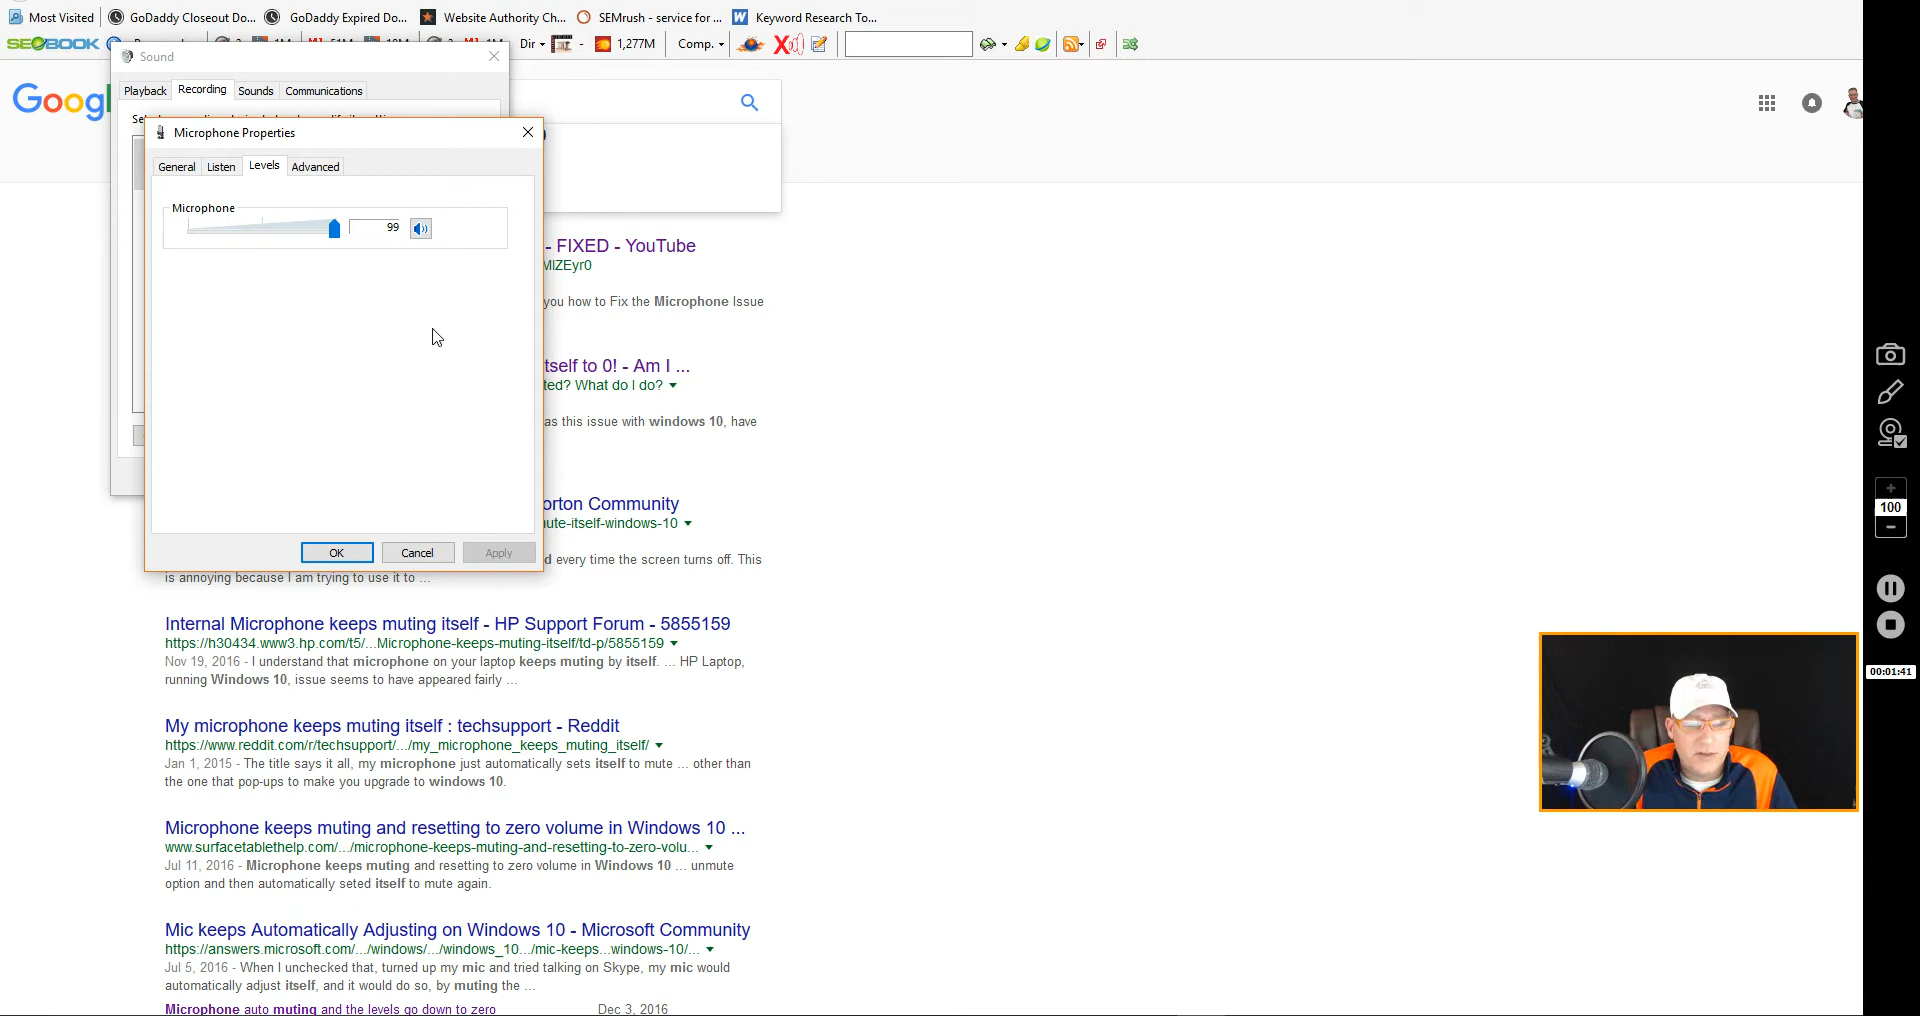 Most Visited
GoDaddy Closeout Do...
GoDaddy Expired Do...
Website Authority Ch...
SEMrush - service for ...
Keyword Research To...
SEOBOOK
Dir
1,277M
Comp.
Sound
Playback
Recording
Sounds
Communications
Google
Microphone Properties
General
Listen
Levels
Advanced
Microphone
99
- FIXED - YouTube
MIZEyr0
you how to Fix the Microphone Issue
tself to 0! - Am I ...
ted? What do I do?
as this issue with windows 10, have
orton Community
ute-itself-windows-10
OK
Cancel
Apply
d every time the screen turns off. This
is annoying because I am trying to use it to ...
Internal Microphone keeps muting itself - HP Support Forum - 5855159
https://h30434.www3.hp.com/t5/...Microphone-keeps-muting-itself/td-p/5855159
Nov 19, 2016 - I understand that microphone on your laptop keeps muting by itself. ... HP Laptop,
running Windows 10, issue seems to have appeared fairly ...
My microphone keeps muting itself : techsupport - Reddit
https://www.reddit.com/r/techsupport/.../my_microphone_keeps_muting_itself/
Jan 1, 2015 - The title says it all, my microphone just automatically sets itself to mute ... other than
the one that pop-ups to make you upgrade to windows 10.
Microphone keeps muting and resetting to zero volume in Windows 10 ...
www.surfacetablethelp.com/.../microphone-keeps-muting-and-resetting-to-zero-volu...
Jul 11, 2016 - Microphone keeps muting and resetting to zero volume in Windows 10 ... unmute
option and then automatically seted itself to mute again.
Mic keeps Automatically Adjusting on Windows 10 - Microsoft Community
https://answers.microsoft.com/.../windows/.../windows_10.../mic-keeps...windows-10/...
Jul 5, 2016 - When I unchecked that, turned up my mic and tried talking on Skype, my mic would
automatically adjust itself, and it would do so, by muting the ...
Microphone auto muting and the levels go down to zero
Dec 3, 2016
100
00:01:41